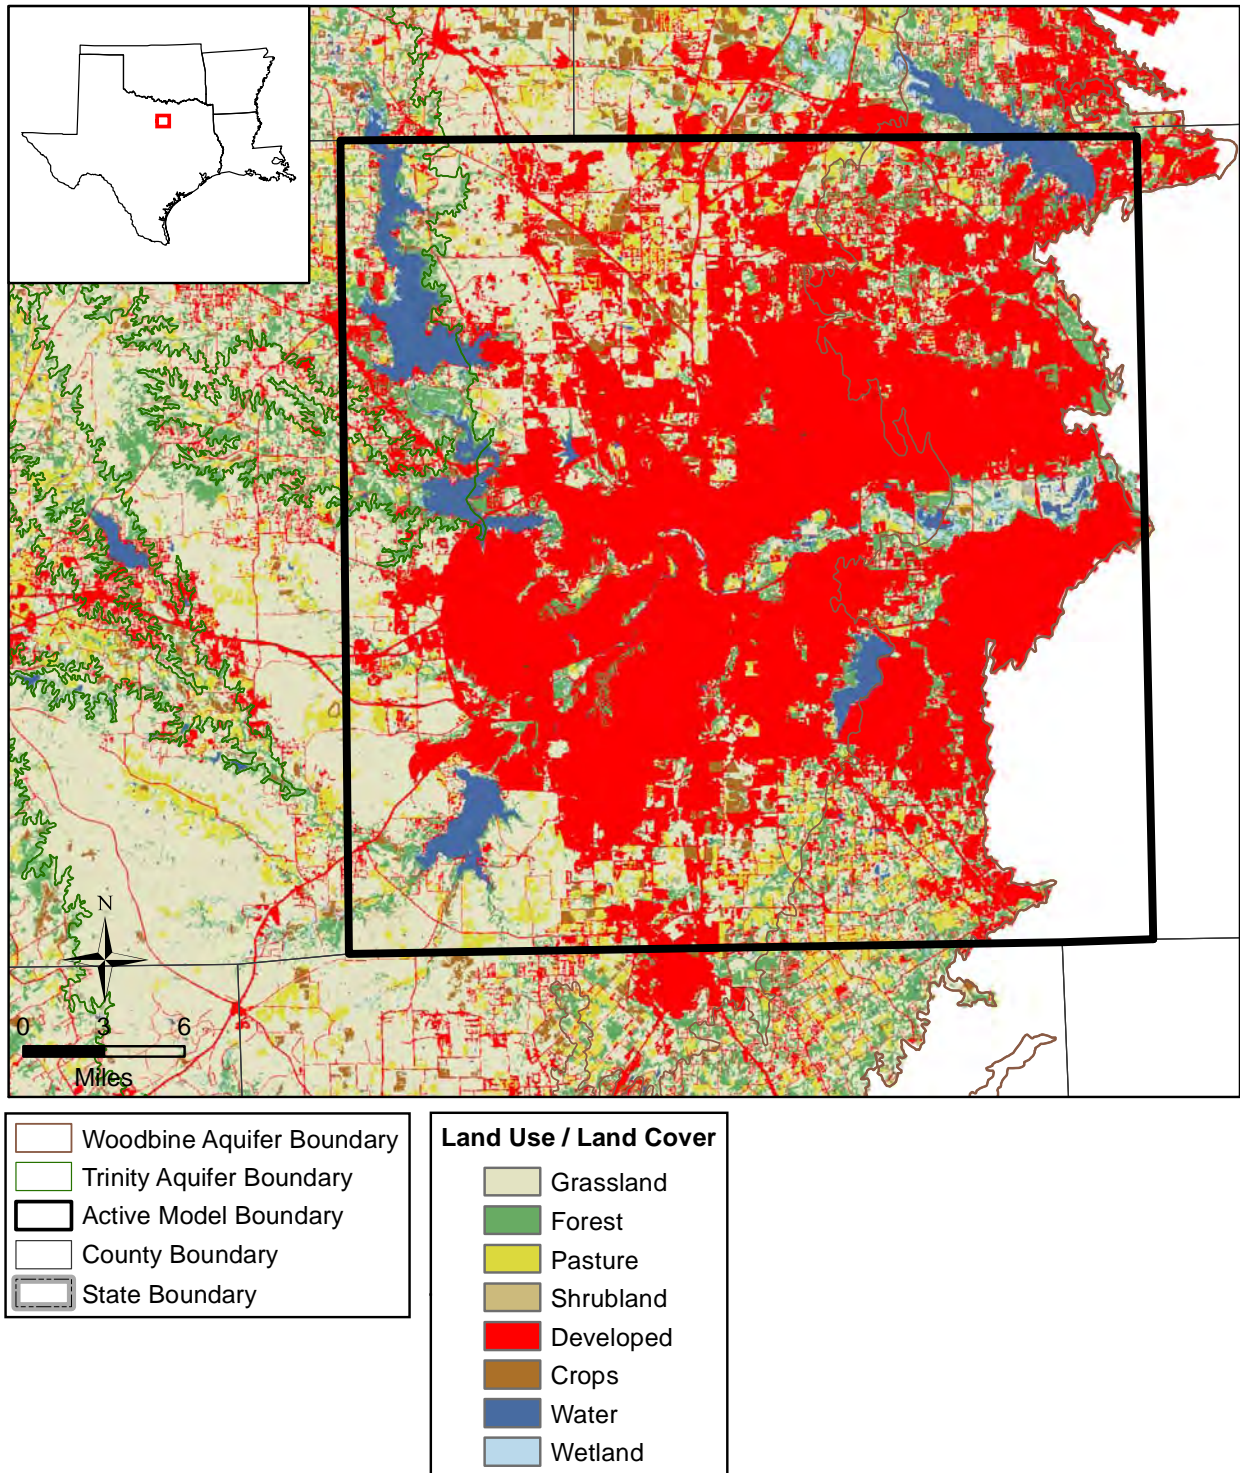 N
0 3 6
Miles
Woodbine Aquifer Boundary
Trinity Aquifer Boundary
Active Model Boundary
County Boundary
State Boundary
Land Use / Land Cover
Grassland
Forest
Pasture
Shrubland
Developed
Crops
Water
Wetland